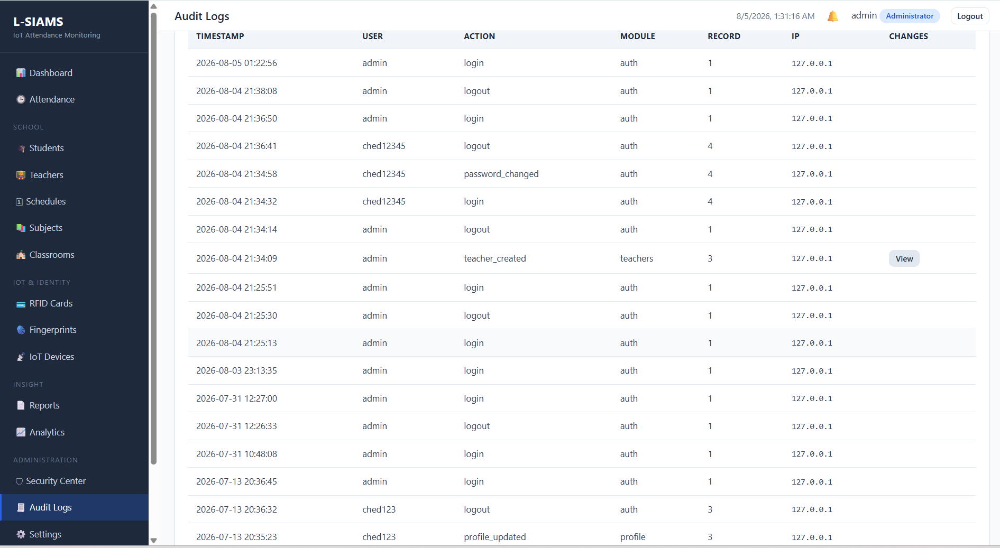 L-SIAMS
IoT Attendance Monitoring
Dashboard
Attendance
SCHOOL
Students
Teachers
Schedules
Subjects
Classrooms
IOT & IDENTITY
RFID Cards
Fingerprints
IoT Devices
INSIGHT
Reports
Analytics
ADMINISTRATION
Security Center
Audit Logs
Settings
Audit Logs 8/5/2026, 1:31:16 AM admin Administrator Logout
TIMESTAMP USER ACTION MODULE RECORD IP CHANGES
2026-08-05 01:22:56 admin login auth 1 127.0.0.1
2026-08-04 21:38:08 admin logout auth 1 127.0.0.1
2026-08-04 21:36:50 admin login auth 1 127.0.0.1
2026-08-04 21:36:41 ched12345 logout auth 4 127.0.0.1
2026-08-04 21:34:58 ched12345 password_changed auth 4 127.0.0.1
2026-08-04 21:34:32 ched12345 login auth 4 127.0.0.1
2026-08-04 21:34:14 admin logout auth 1 127.0.0.1
2026-08-04 21:34:09 admin teacher_created teachers 3 127.0.0.1 View
2026-08-04 21:25:51 admin login auth 1 127.0.0.1
2026-08-04 21:25:30 admin logout auth 1 127.0.0.1
2026-08-04 21:25:13 admin login auth 1 127.0.0.1
2026-08-03 23:13:35 admin login auth 1 127.0.0.1
2026-07-31 12:27:00 admin login auth 1 127.0.0.1
2026-07-31 12:26:33 admin logout auth 1 127.0.0.1
2026-07-31 10:48:08 admin login auth 1 127.0.0.1
2026-07-13 20:36:45 admin login auth 1 127.0.0.1
2026-07-13 20:36:32 ched123 logout auth 3 127.0.0.1
2026-07-13 20:35:23 ched123 profile_updated profile 3 127.0.0.1